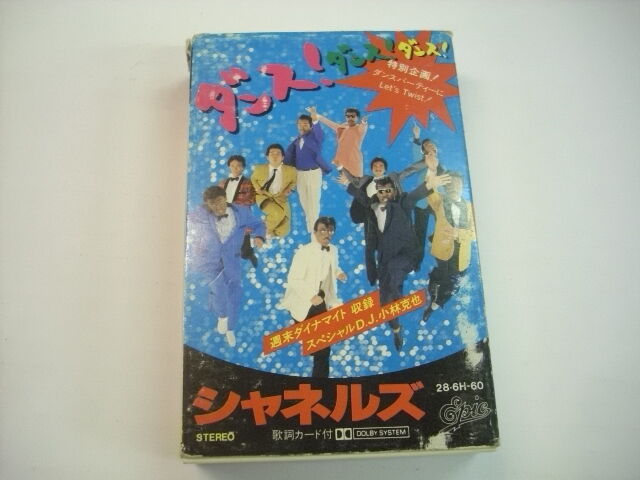 ダンス!ダンス!ダンス!
特別企画!
ダンスパーティーに
Let's Twist!
週末ダイナマイト 収録
スペシャルD.J.小林克也
シャネルズ
28・6H-60
Epic
STEREO
歌詞カード付 DOLBY SYSTEM